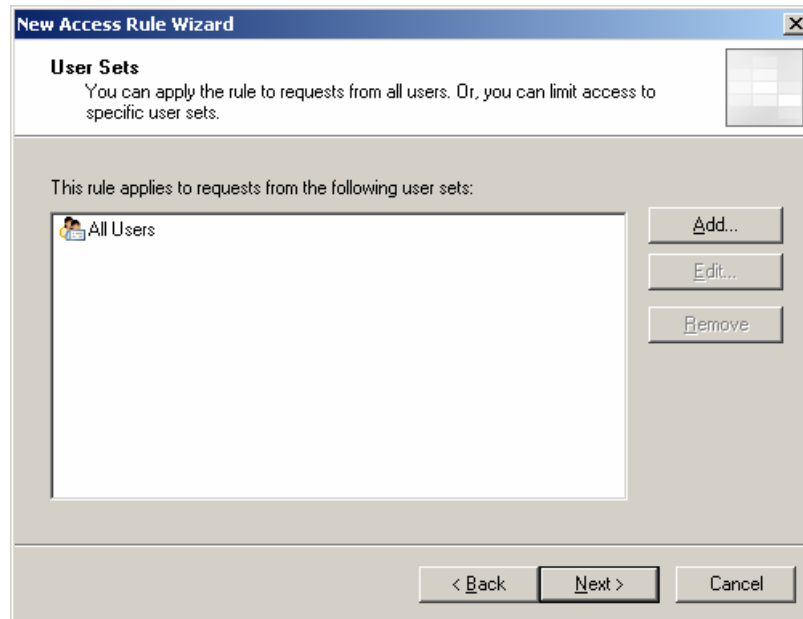 New Access Rule Wizard
User Sets
You can apply the rule to requests from all users. Or, you can limit access to
specific user sets.
This rule applies to requests from the following user sets:
All Users
Add...
Edit...
Remove
< Back
Next >
Cancel